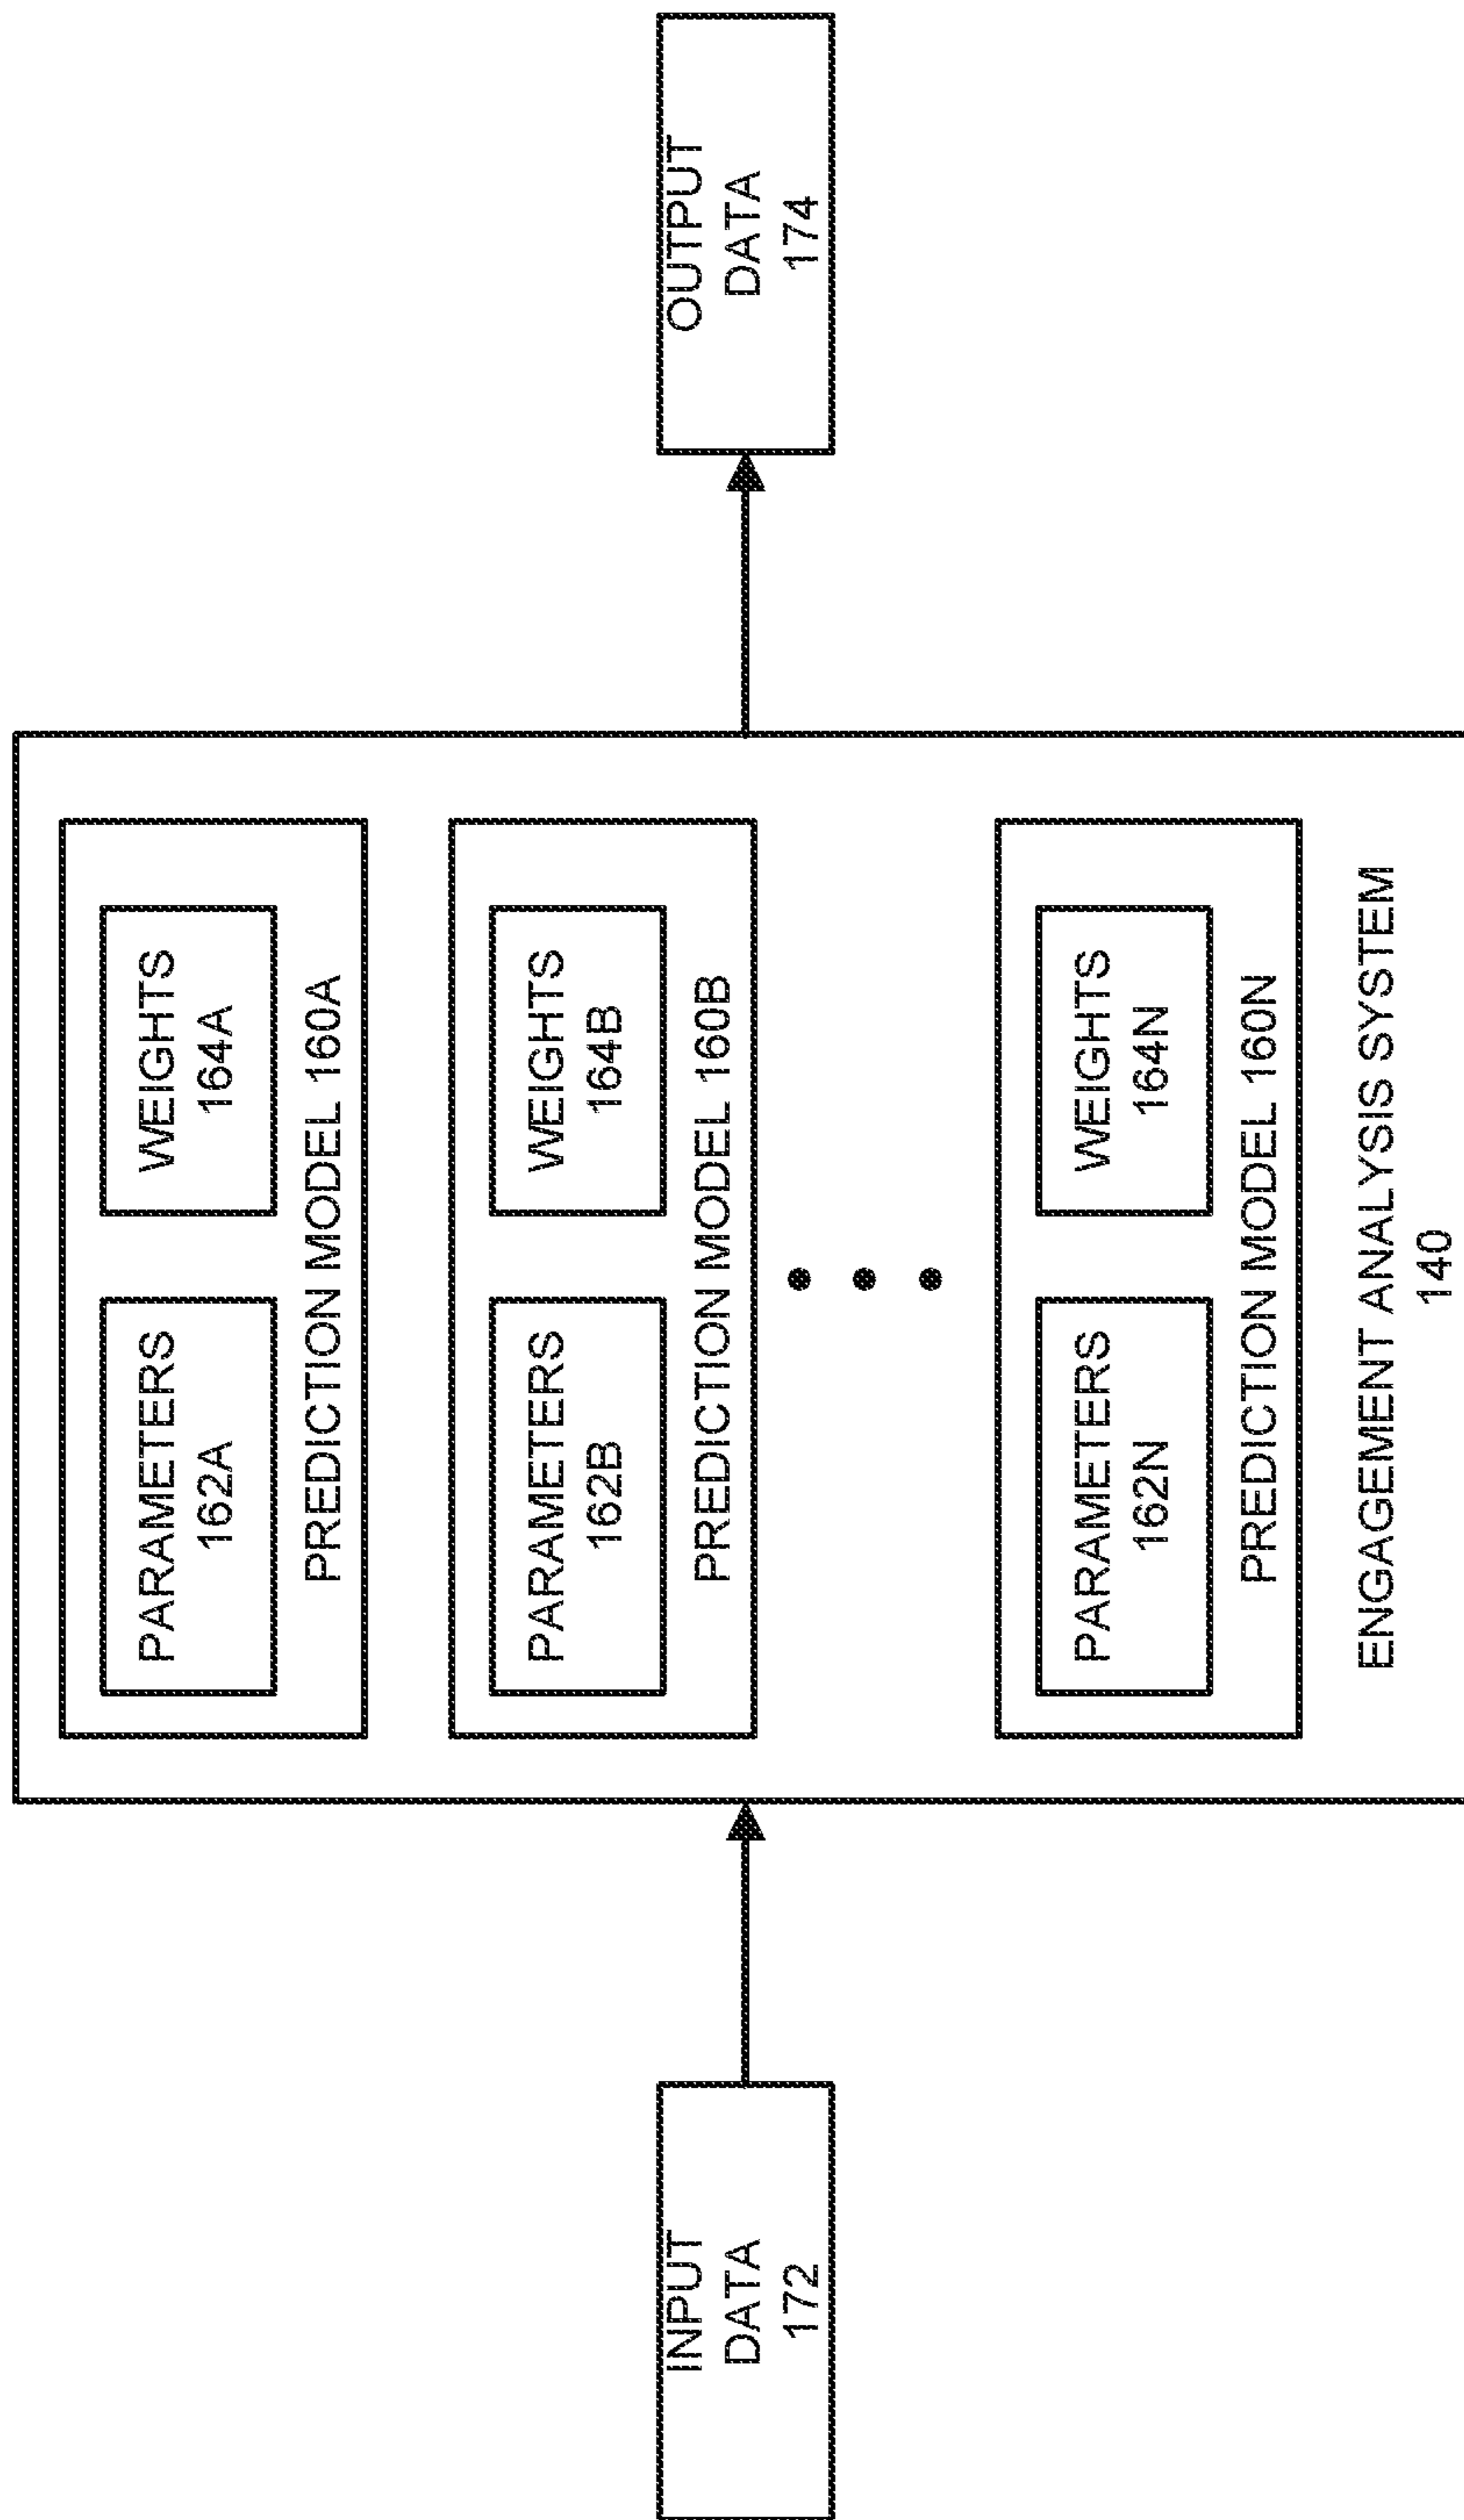 INPUT
DATA
172
PARAMETERS
162A
WEIGHTS
164A
PREDICTION MODEL 160A
PARAMETERS
162B
WEIGHTS
164B
PREDICTION MODEL 160B
PARAMETERS
162N
WEIGHTS
164N
PREDICTION MODEL 160N
ENGAGEMENT ANALYSIS SYSTEM
140
OUTPUT
DATA
174